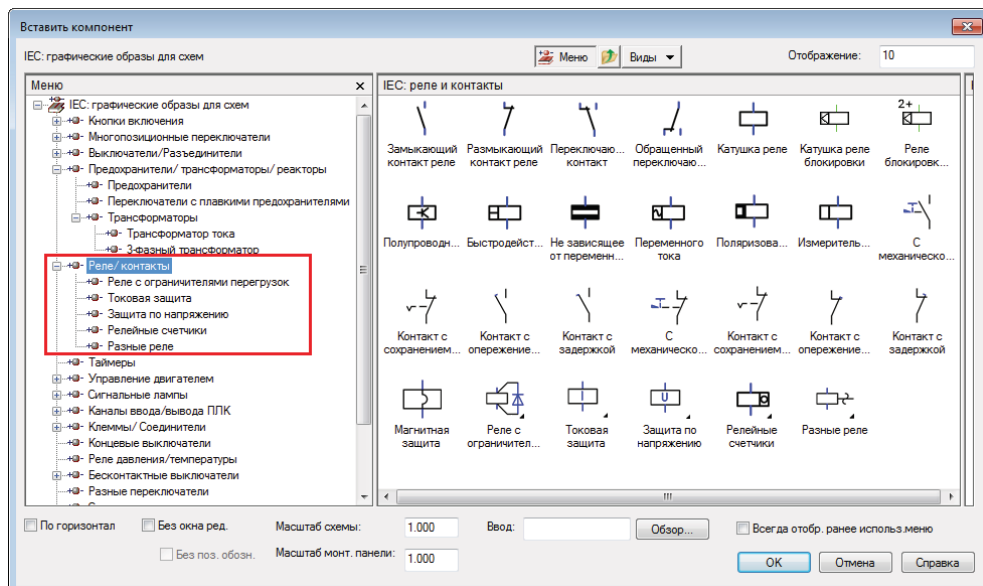 Вставить компонент
IEC: графические образы для схем
Меню
Виды
Отображение:
10
Меню
IEC: графические образы для схем
Кнопки включения
Многопозиционные переключатели
Выключатели/Разъединители
Предохранители/ трансформаторы/ реакторы
Предохранители
Переключатели с плавкими предохранителями
Трансформаторы
Трансформатор тока
3-фазный трансформатор
Реле/ контакты
Реле с ограничителями перегрузок
Токовая защита
Защита по напряжению
Релейные счетчики
Разные реле
Таймеры
Управление двигателем
Сигнальные лампы
Каналы ввода/вывода ПЛК
Клеммы/ Соединители
Концевые выключатели
Реле давления/температуры
Бесконтактные выключатели
Разные переключатели
IEC: реле и контакты
2+
Замыкающий Размыкающий Переключаю... Обращенный Катушка реле Катушка реле Реле
контакт реле контакт реле контакт переключаю... блокировки блокировк...
Полупроводн... Быстродейст... Не зависящее Переменного Поляризова... Измеритель... С
от переменн... тока механическо...
Контакт с Контакт с Контакт с С Контакт с Контакт с Контакт с
сохранением... опережение... задержкой механическо... сохранением... опережение... задержкой
U
Магнитная Реле с Токовая Защита по Релейные Разные реле
защита ограничител... защита напряжению счетчики
По горизонтал
Без окна ред.
Масштаб схемы:
1.000
Ввод:
Обзор...
Всегда отобр. ранее использ.меню
Без поз. обозн.
Масштаб монт. панели:
1.000
OK
Отмена
Справка